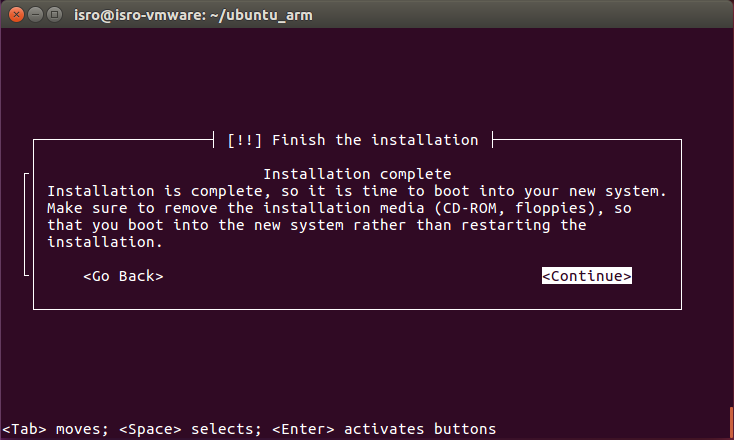 isro@isro-vmware: ~/ubuntu_arm
[!!] Finish the installation
Installation complete
Installation is complete, so it is time to boot into your new system.
Make sure to remove the installation media (CD-ROM, floppies), so
that you boot into the new system rather than restarting the
installation.
<Go Back> <Continue>
<Tab> moves; <Space> selects; <Enter> activates buttons